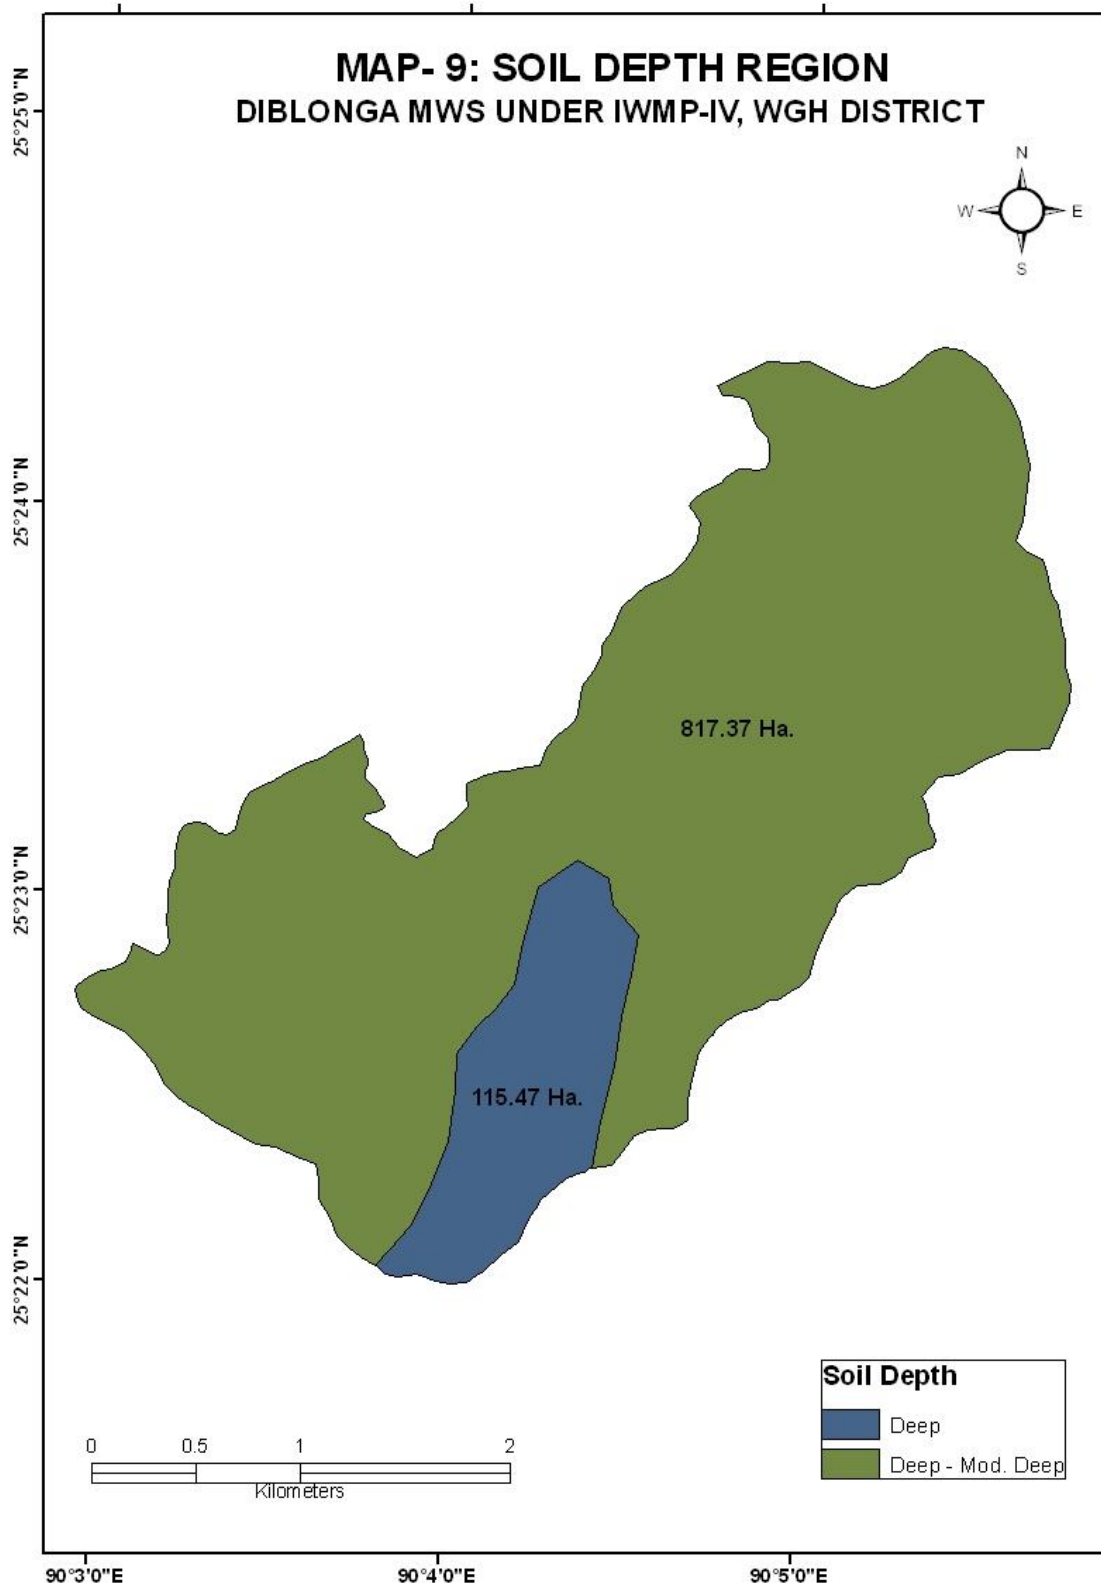 MAP- 9: SOIL DEPTH REGION
DIBLONGA MWS UNDER IWMP-IV, WGH DISTRICT
25°25'0"N
N
W
E
S
25°24'0"N
817.37 Ha.
25°23'0"N
115.47 Ha.
25°22'0"N
Soil Depth
Deep
Deep - Mod. Deep
0 0.5 1 2
Kilometers
90°3'0"E 90°4'0"E 90°5'0"E